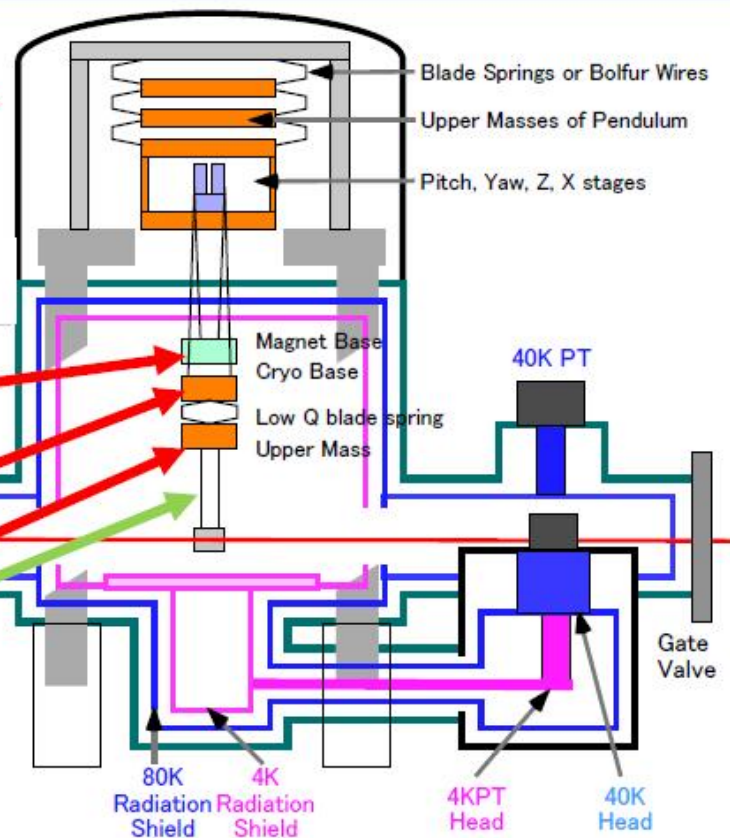 Blade Springs or Bolfur Wires
Upper Masses of Pendulum
Pitch, Yaw, Z, X stages
Magnet Base
Cryo Base
40K PT
Low Q blade spring
Upper Mass
Gate
Valve
80K
Radiation
Shield
4K
Radiation
Shield
4KPT
Head
40K
Head